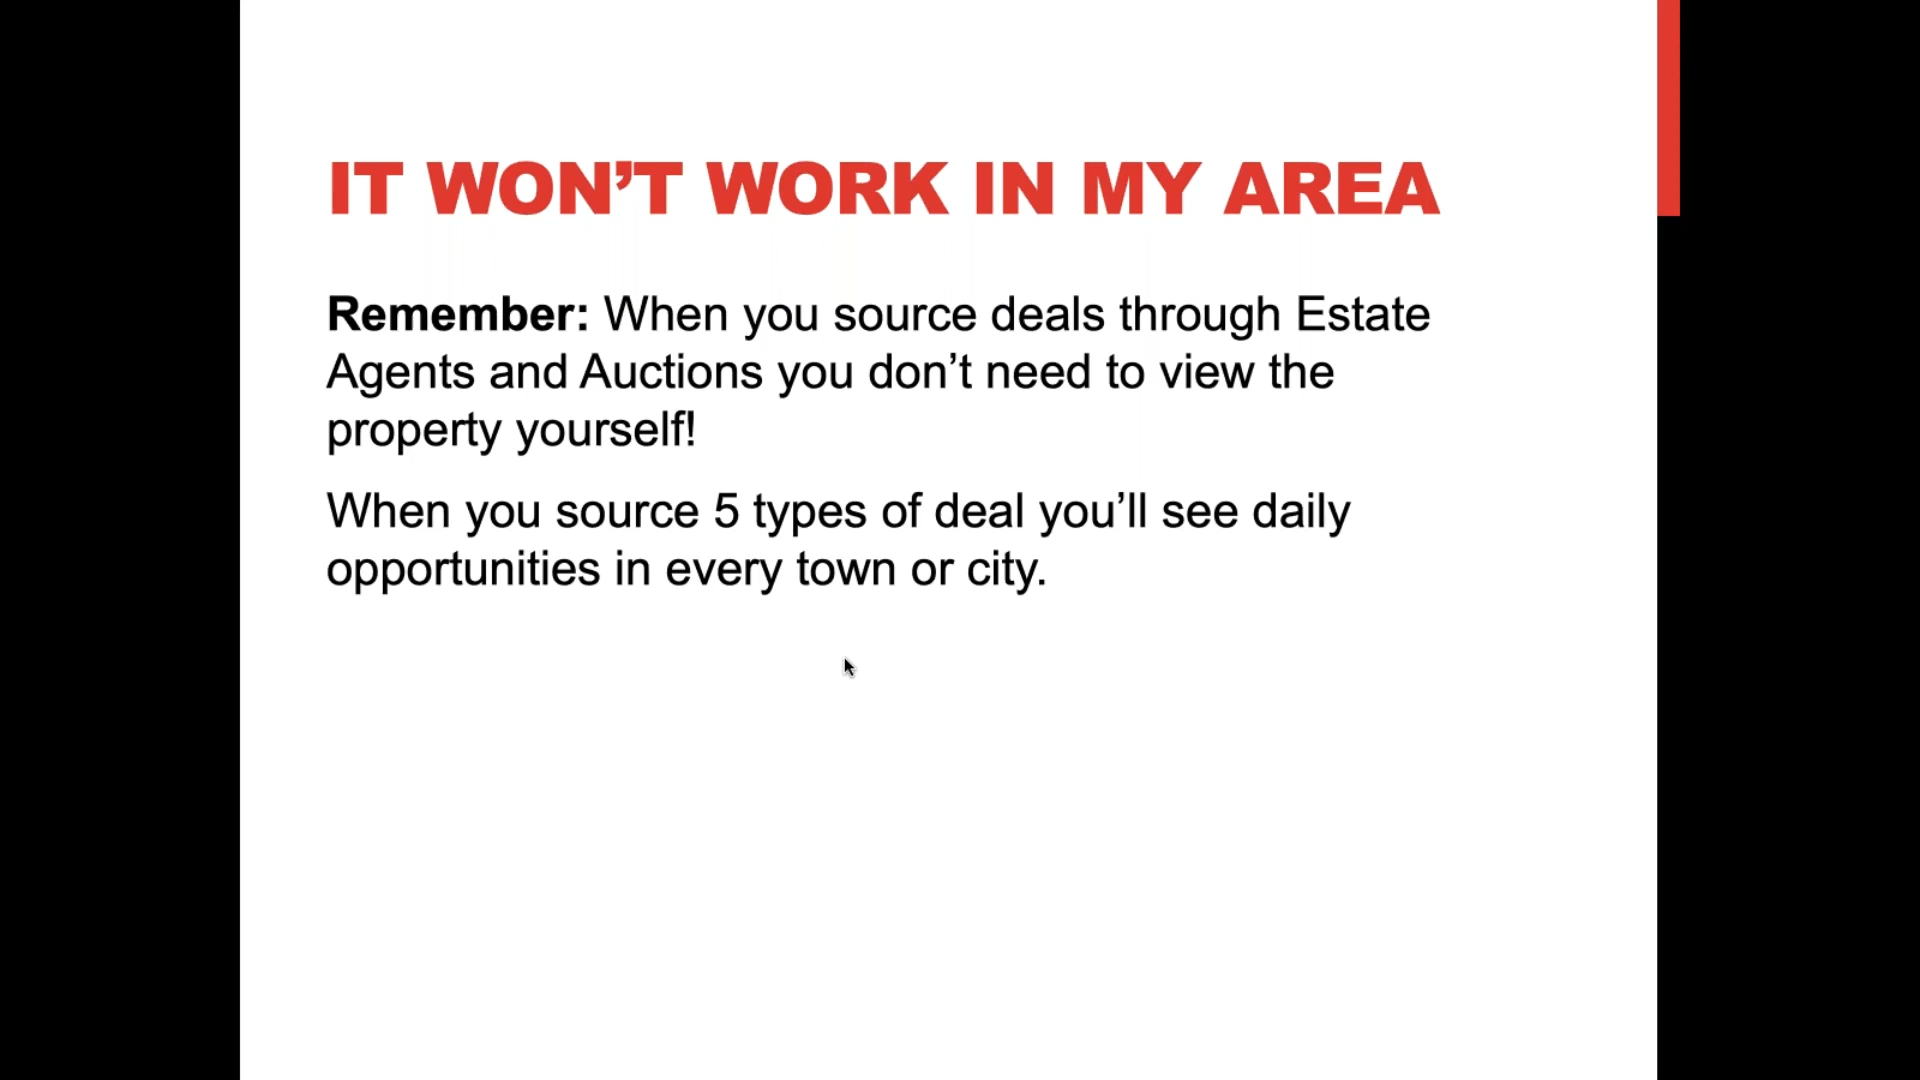 IT WON’T WORK IN MY AREA
Remember: When you source deals through Estate
Agents and Auctions you don’t need to view the
property yourself!
When you source 5 types of deal you’ll see daily
opportunities in every town or city.